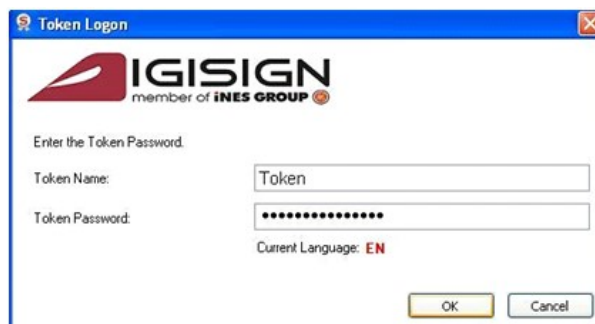 Token Logon
IGISIGN
member of iNES GROUP
Enter the Token Password.
Token Name: Token
Token Password: •••••••••••••••
Current Language: EN
OK Cancel